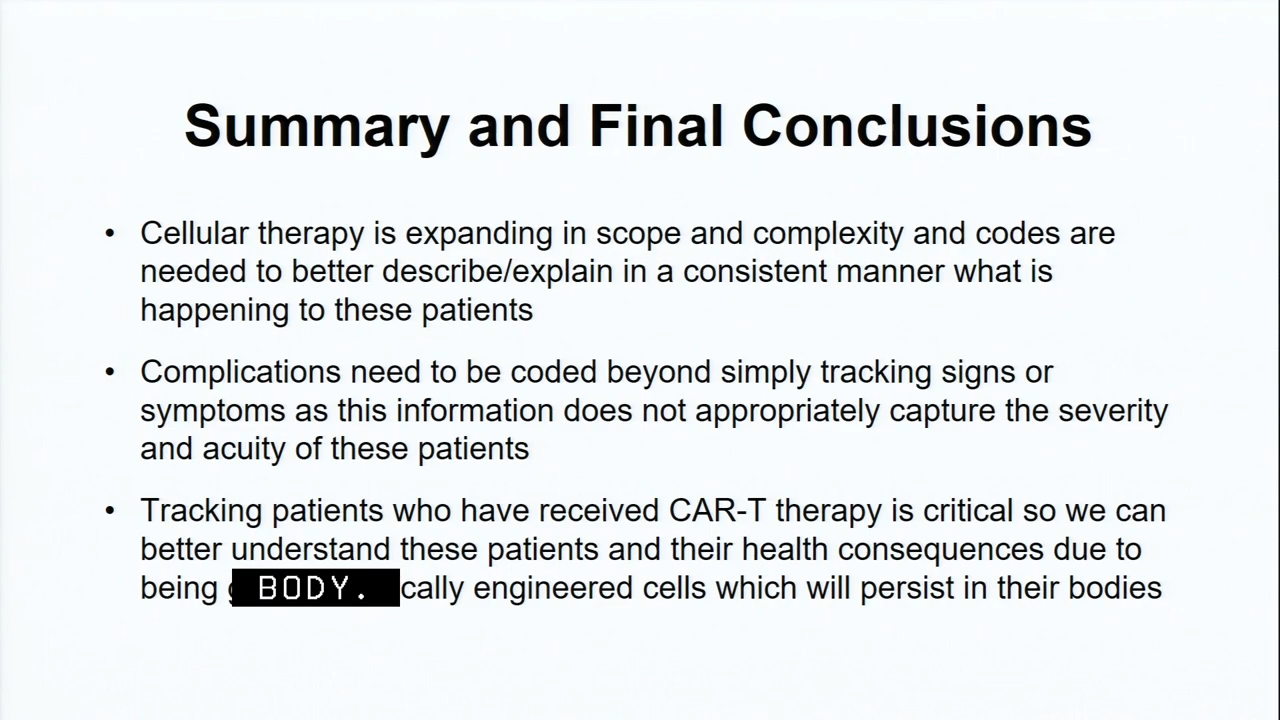 Summary and Final Conclusions
• Cellular therapy is expanding in scope and complexity and codes are
needed to better describe/explain in a consistent manner what is
happening to these patients
• Complications need to be coded beyond simply tracking signs or
symptoms as this information does not appropriately capture the severity
and acuity of these patients
• Tracking patients who have received CAR-T therapy is critical so we can
better understand these patients and their health consequences due to
being BODY. cally engineered cells which will persist in their bodies